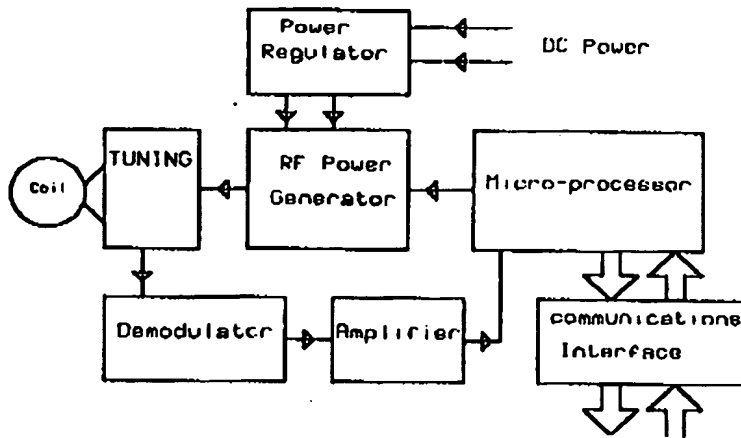 Power
Regulator
DC Power
Coil
TUNING
RF Power
Generator
Micro-processor
Demodulator
Amplifier
communications
Interface